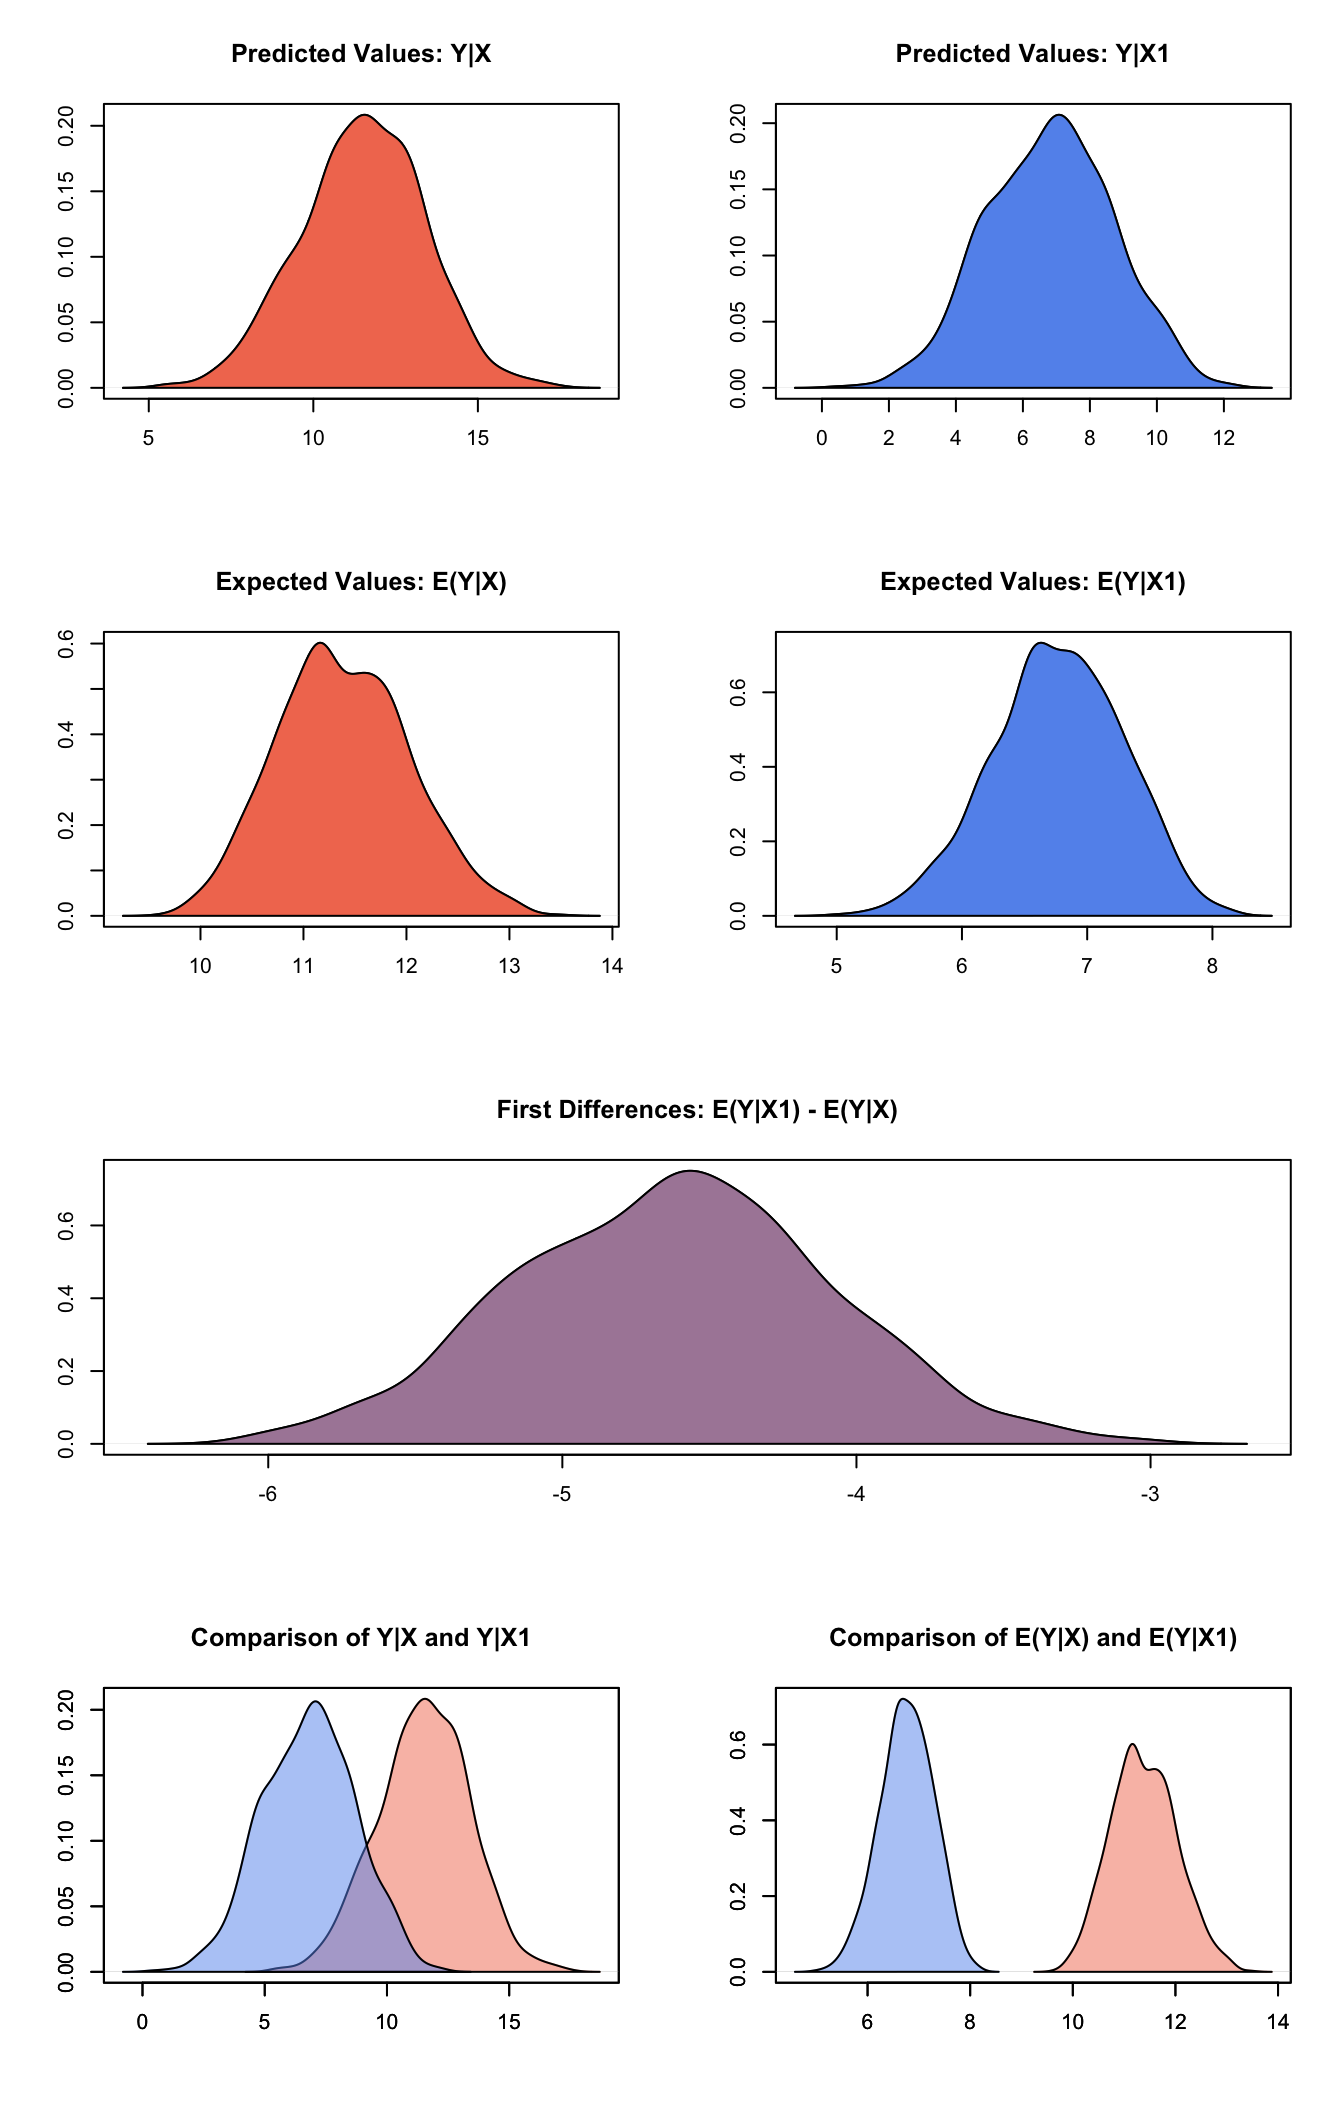 Predicted Values: Y|X
0.00 0.05 0.10 0.15 0.20
5 10 15
Predicted Values: Y|X1
0.00 0.05 0.10 0.15 0.20
0 2 4 6 8 10 12
Expected Values: E(Y|X)
0.0 0.2 0.4 0.6
10 11 12 13 14
Expected Values: E(Y|X1)
0.0 0.2 0.4 0.6
5 6 7 8
First Differences: E(Y|X1) - E(Y|X)
0.0 0.2 0.4 0.6
-6 -5 -4 -3
Comparison of Y|X and Y|X1
0.00 0.05 0.10 0.15 0.20
0 5 10 15
Comparison of E(Y|X) and E(Y|X1)
0.0 0.2 0.4 0.6
6 8 10 12 14